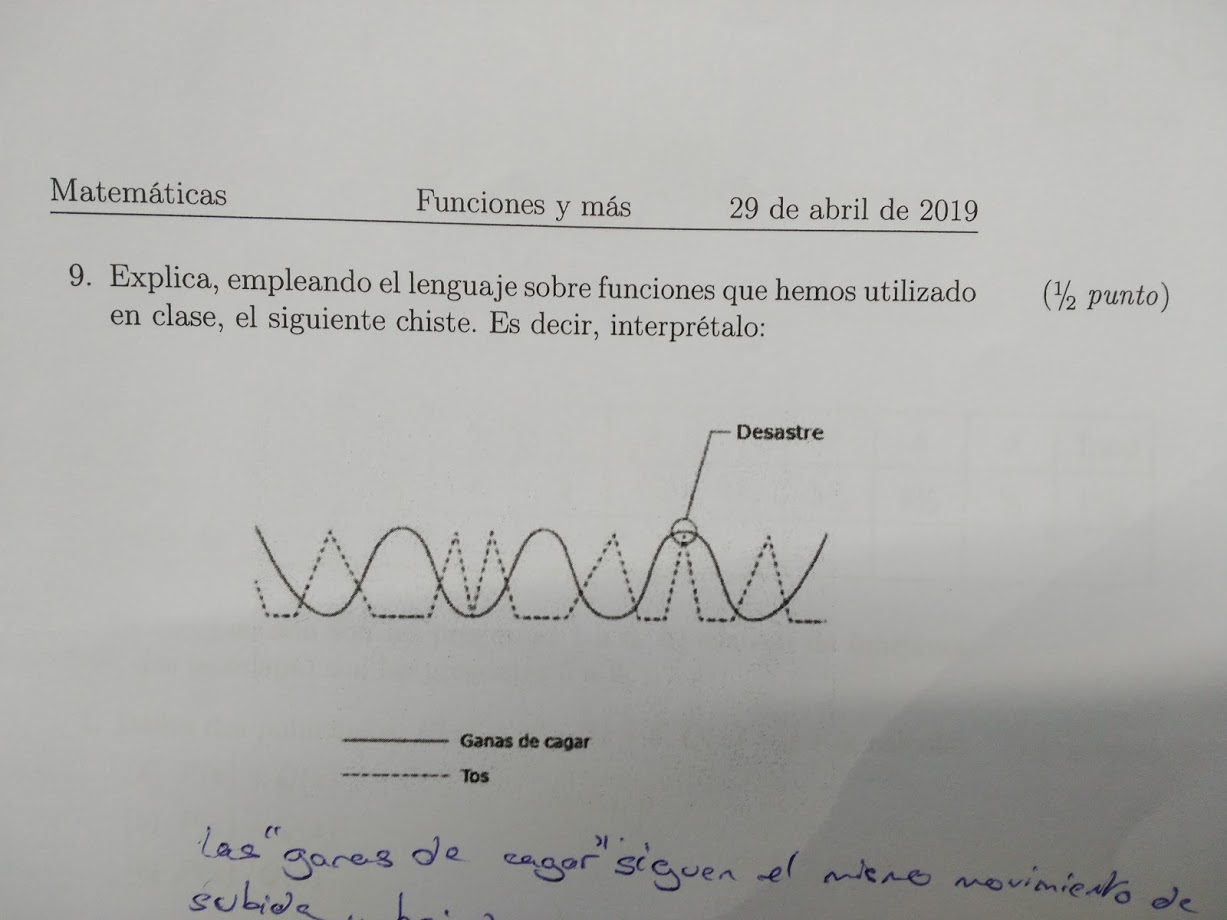 Matemáticas Funciones y más 29 de abril de 2019
9. Explica, empleando el lenguaje sobre funciones que hemos utilizado (½ punto)
en clase, el siguiente chiste. Es decir, interprétalo:
Desastre
Ganas de cagar
Tos
las "ganas de cagar" siguen el mismo movimiento de
subida y